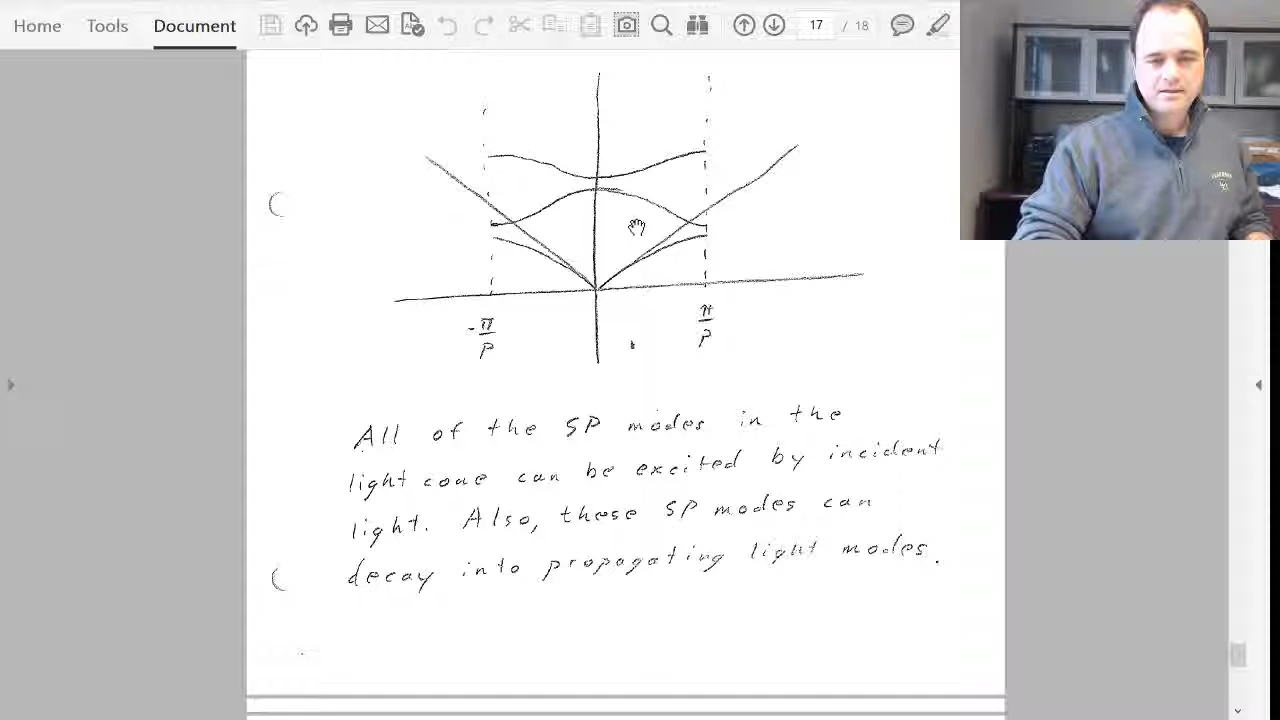 Home Tools Document 17 / 18
-π/P π/P
All of the SP modes in the
light cone can be excited by incident
light. Also, these SP modes can
decay into propagating light modes.